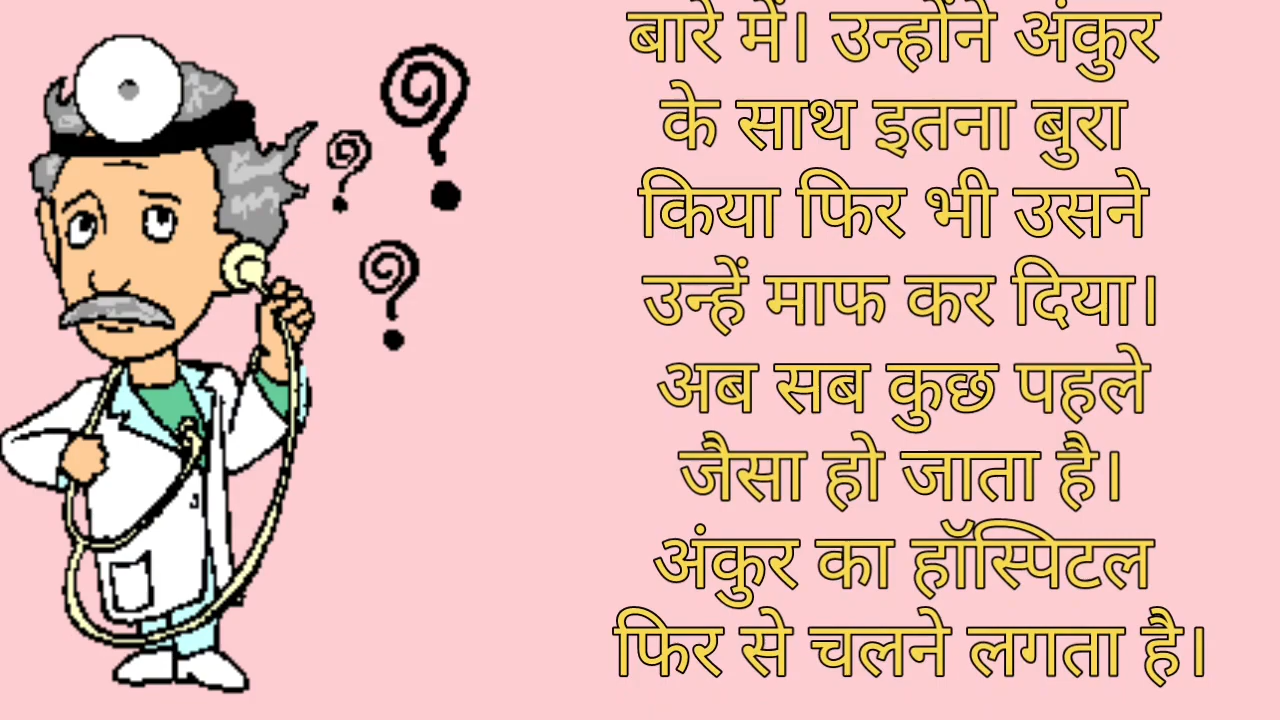 बारे में। उन्होंने अंकुर
के साथ इतना बुरा
किया फिर भी उसने
उन्हें माफ कर दिया।
अब सब कुछ पहले
जैसा हो जाता है।
अंकुर का हॉस्पिटल
फिर से चलने लगता है।